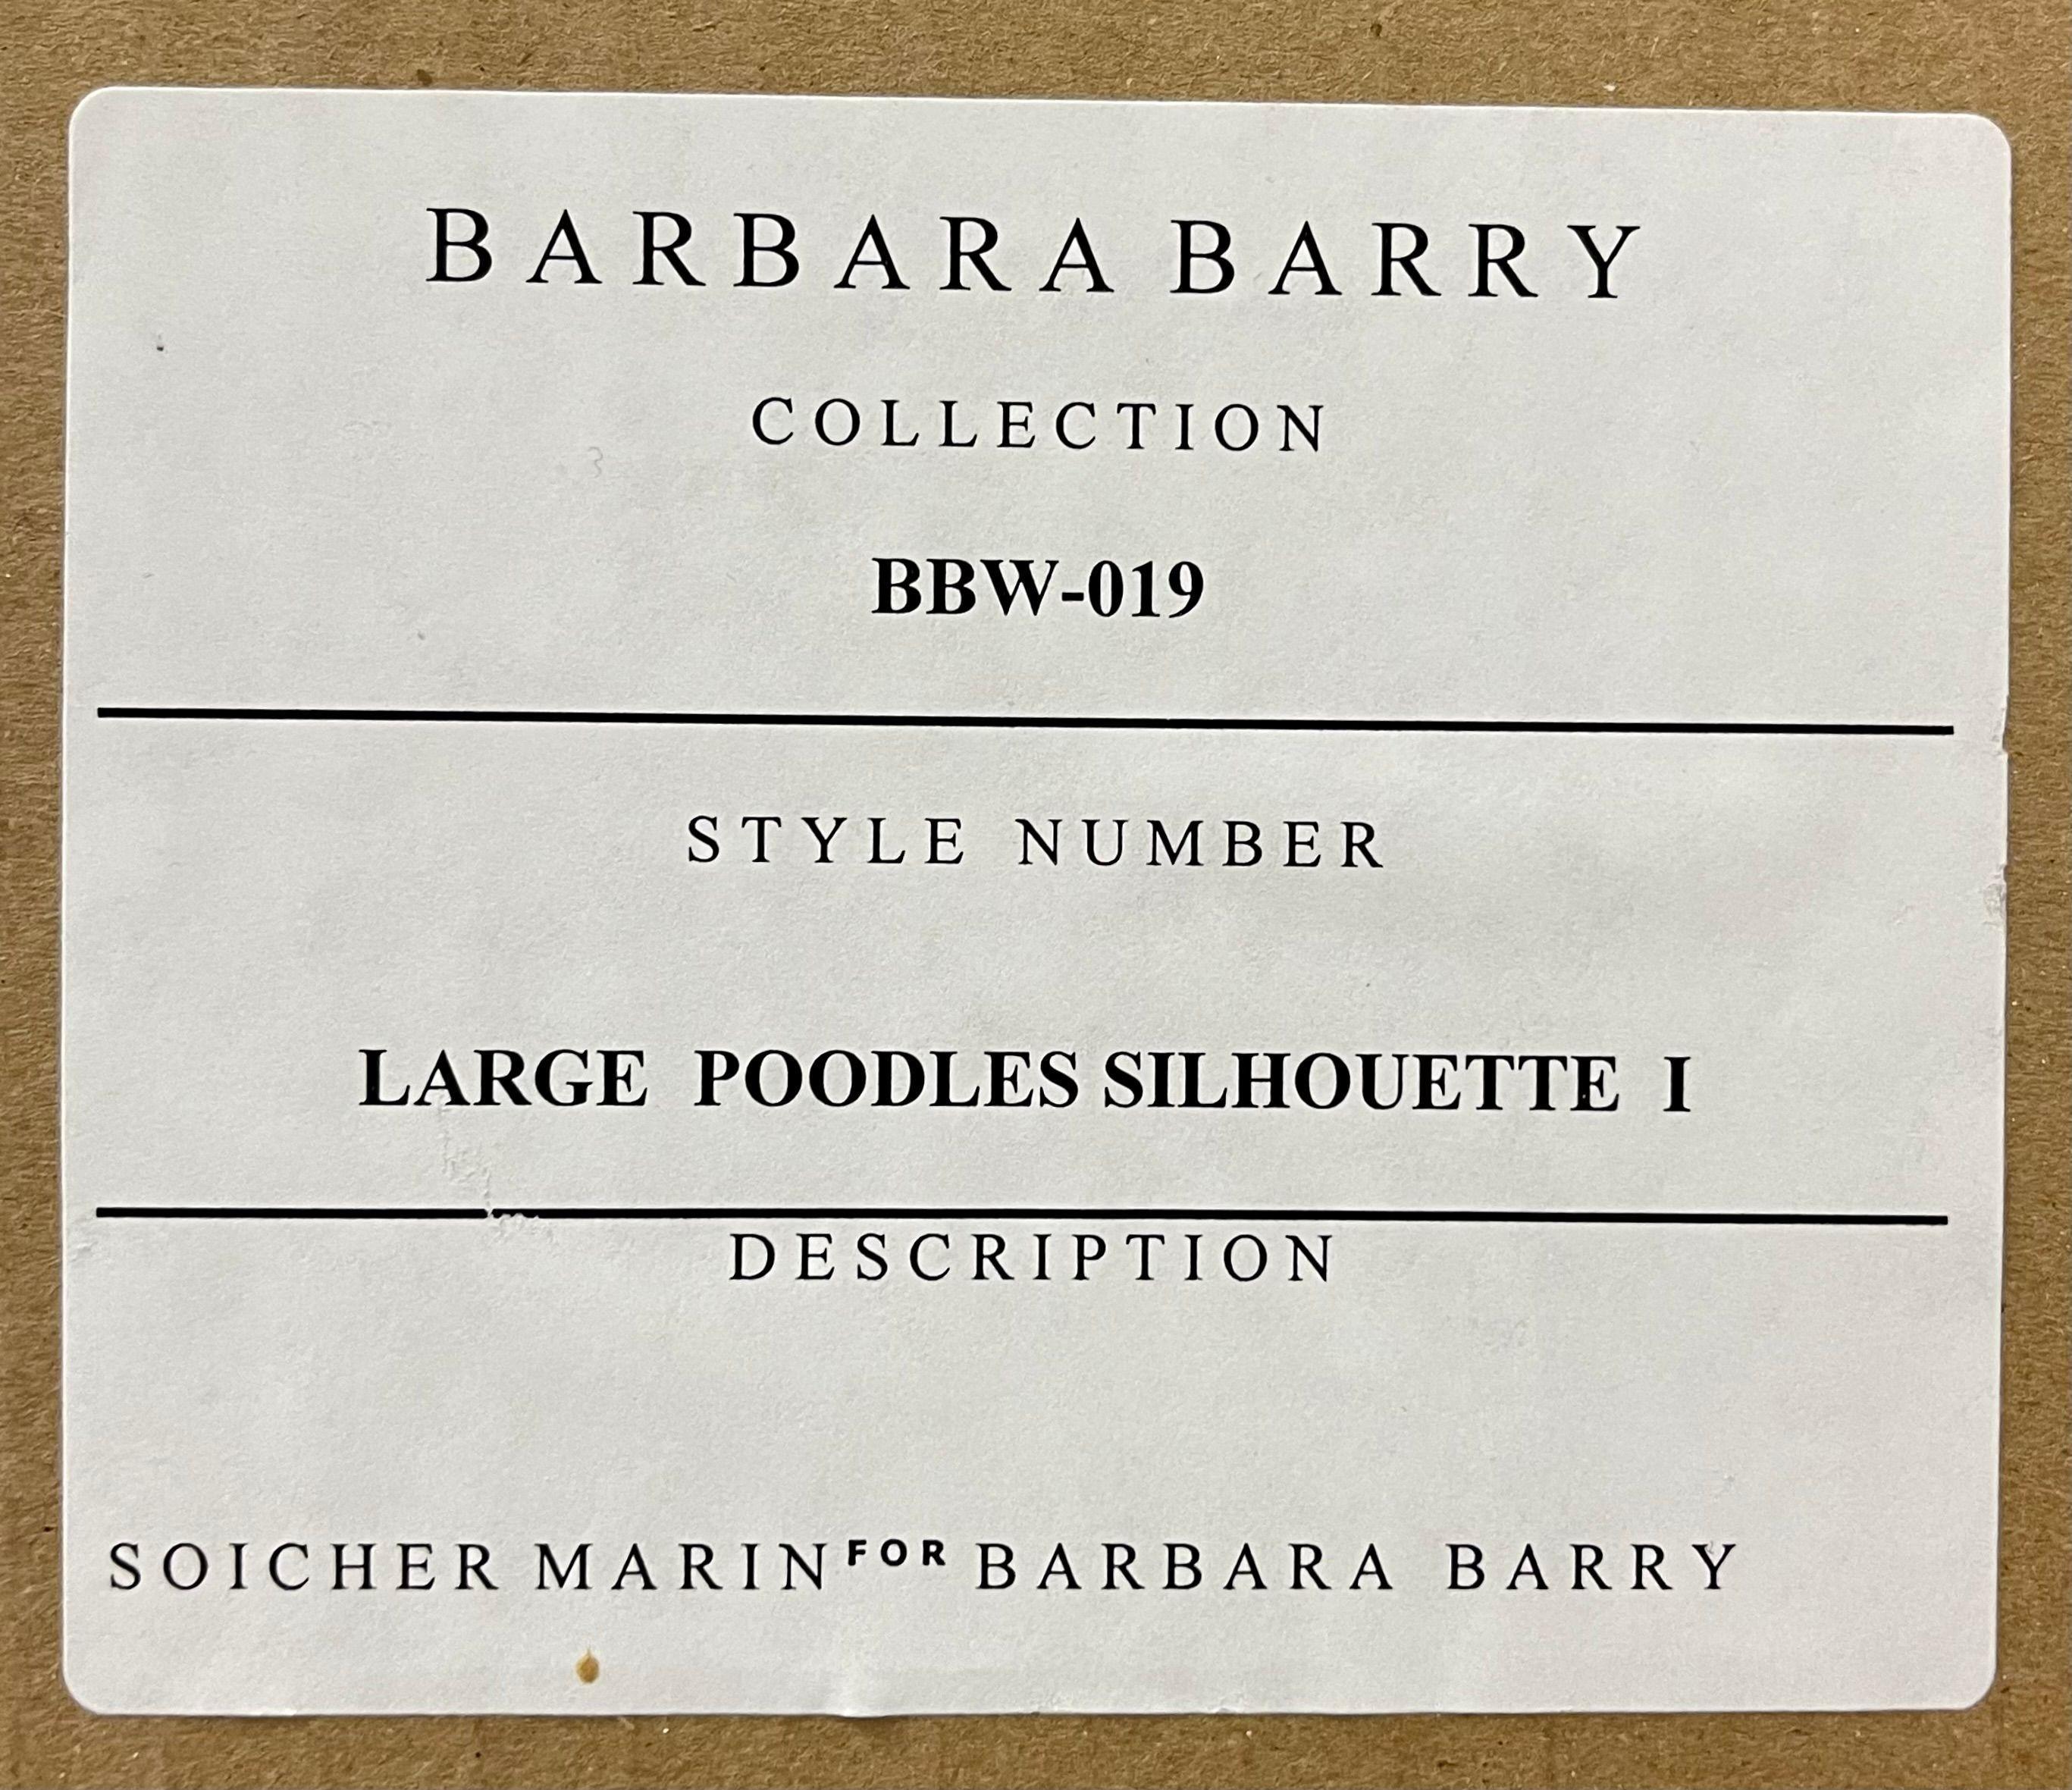 BARBARA BARRY
COLLECTION
BBW-019
STYLE NUMBER
LARGE POODLES SILHOUETTE I
DESCRIPTION
SOICHER MARIN FOR BARBARA BARRY